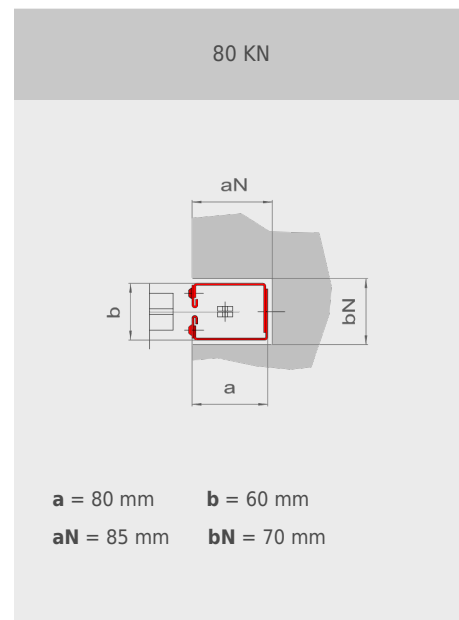 80 KN
aN
b
bN
a
a = 80 mm b = 60 mm
aN = 85 mm bN = 70 mm